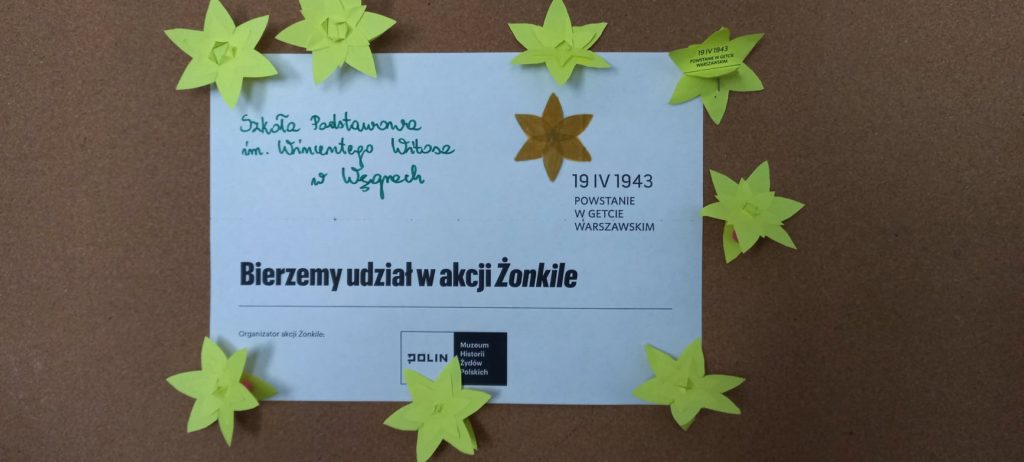 19 IV 1943
POWSTANIE W GETCIE
WARSZAWSKIM
Szkoła Podstawowa
im. Wincentego Witosa
w Węgrach
19 IV 1943
POWSTANIE
W GETCIE
WARSZAWSKIM
Bierzemy udział w akcji Żonkile
Organizator akcji Żonkile:
POLIN
Muzeum
Historii
Żydów
Polskich